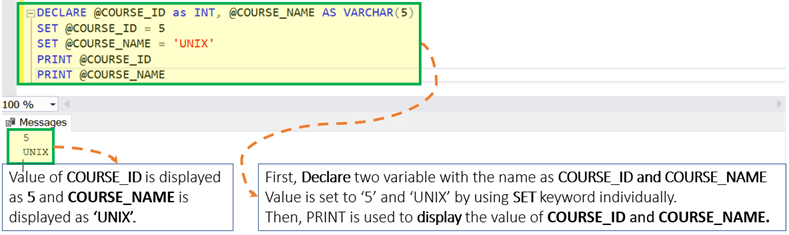 DECLARE @COURSE_ID as INT, @COURSE_NAME AS VARCHAR(5)
SET @COURSE_ID = 5
SET @COURSE_NAME = 'UNIX'
PRINT @COURSE_ID
PRINT @COURSE_NAME
100 %
Messages
5
UNIX
Value of COURSE_ID is displayed
as 5 and COURSE_NAME is
displayed as ‘UNIX’.
First, Declare two variable with the name as COURSE_ID and COURSE_NAME
Value is set to ‘5’ and ‘UNIX’ by using SET keyword individually.
Then, PRINT is used to display the value of COURSE_ID and COURSE_NAME.